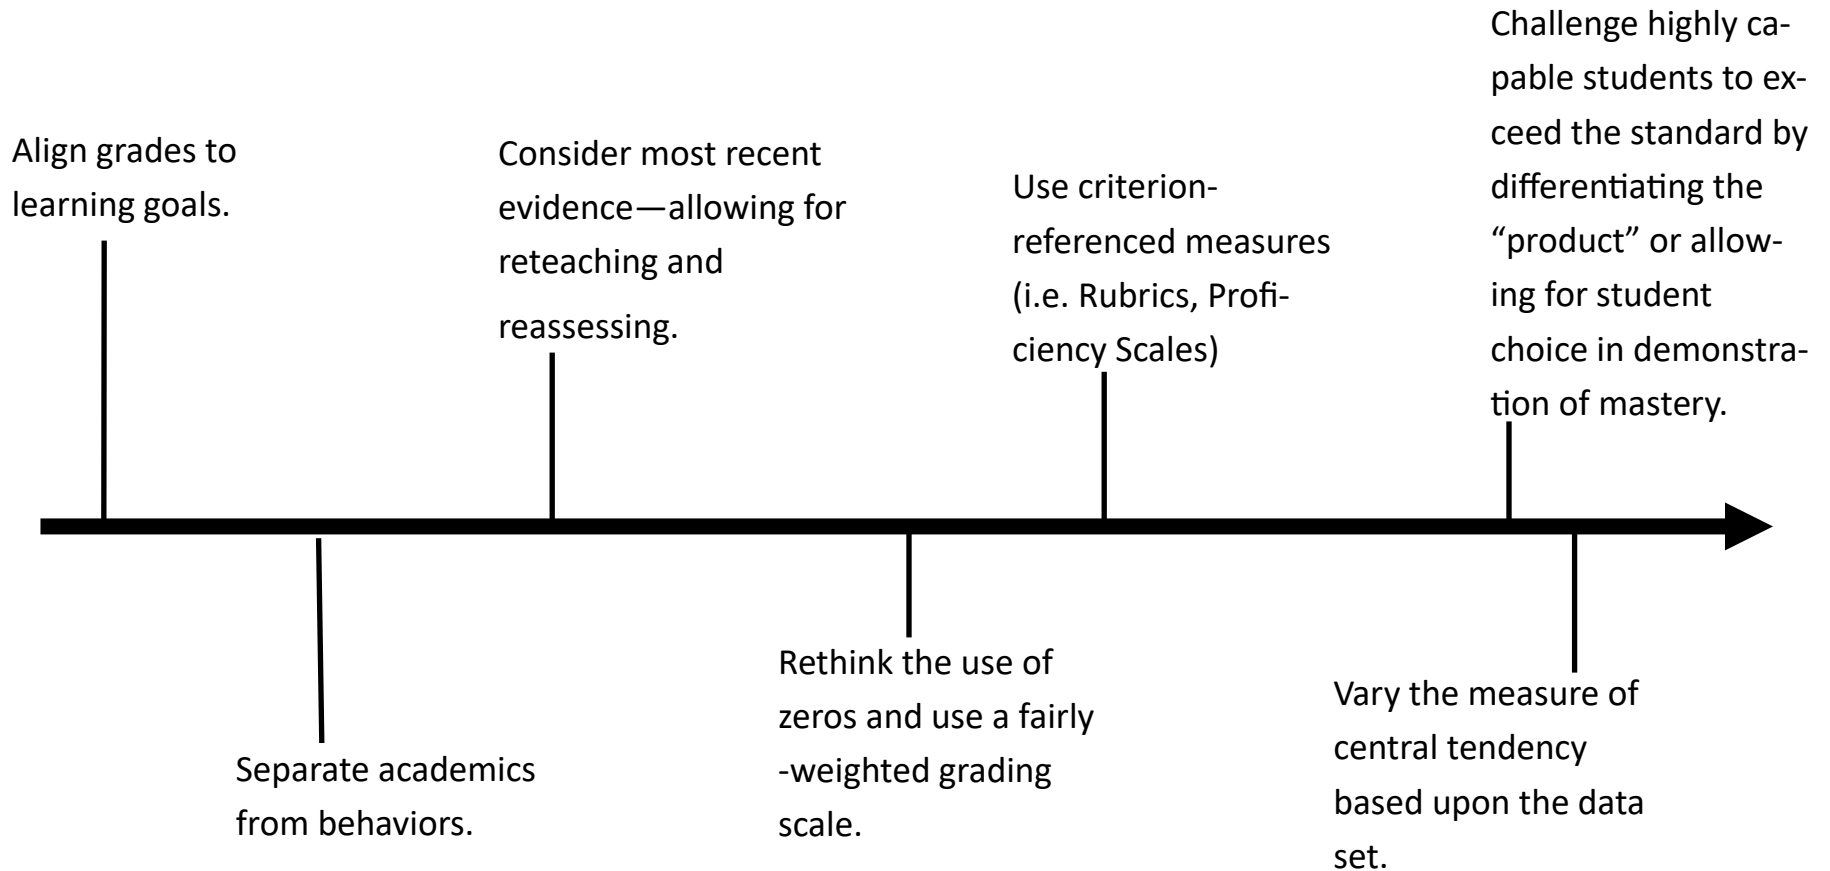 Align grades to
learning goals.
Separate academics
from behaviors.
Consider most recent
evidence—allowing for
reteaching and
reassessing.
Rethink the use of
zeros and use a fairly
-weighted grading
scale.
Use criterion-
referenced measures
(i.e. Rubrics, Profi-
ciency Scales)
Challenge highly ca-
pable students to ex-
ceed the standard by
differentiating the
“product” or allow-
ing for student
choice in demonstra-
tion of mastery.
Vary the measure of
central tendency
based upon the data
set.